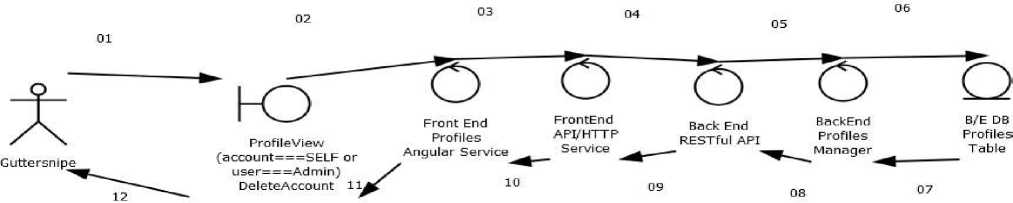 01
02
03
04
05
06
Guttersnipe
ProfileView
(account===SELF or
user===Admin)
DeleteAccount
Front End
Profiles
Angular Service
FrontEnd
API/HTTP
Service
Back End
RESTful API
BackEnd
Profiles
Manager
B/E DB
Profiles
Table
12
11
10
09
08
07